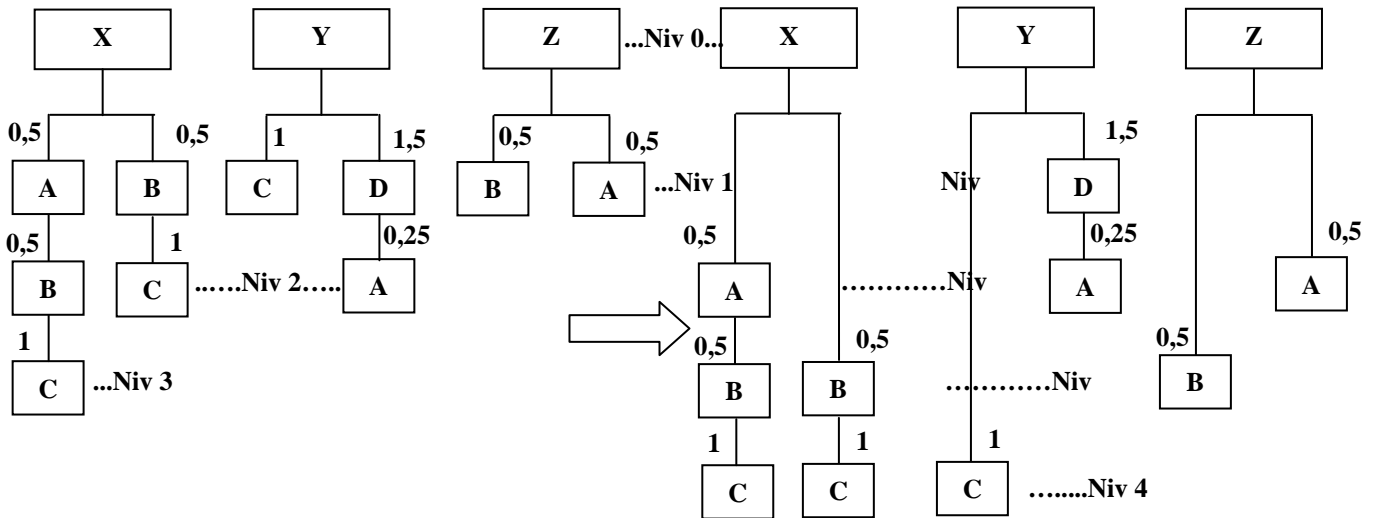 X Y Z ...Niv 0... X Y Z
0,5 0,5 1 1,5 0,5 0,5 1,5
A B C D B A ...Niv 1 Niv D
0,5 1 0,25 0,5 0,25 0,5
B C ..….Niv 2….. A A …………Niv A A
1 0,5 0,5 0,5
C ...Niv 3 B B …………Niv B
1 1 1
C C C ….....Niv 4